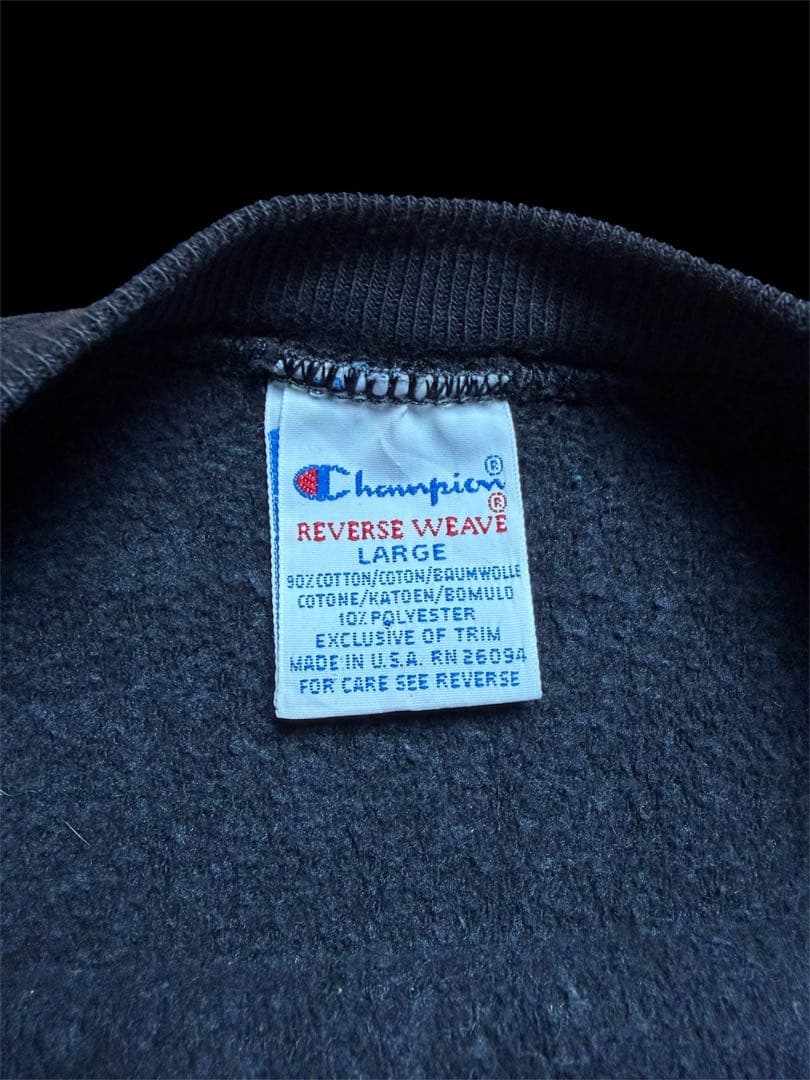 Champion®
REVERSE WEAVE®
LARGE
90% COTTON/COTON/BAUMWOLLE
COTONE/KATOEN/BOMULD
10% POLYESTER
EXCLUSIVE OF TRIM
MADE IN U.S.A. RN 26094
FOR CARE SEE REVERSE